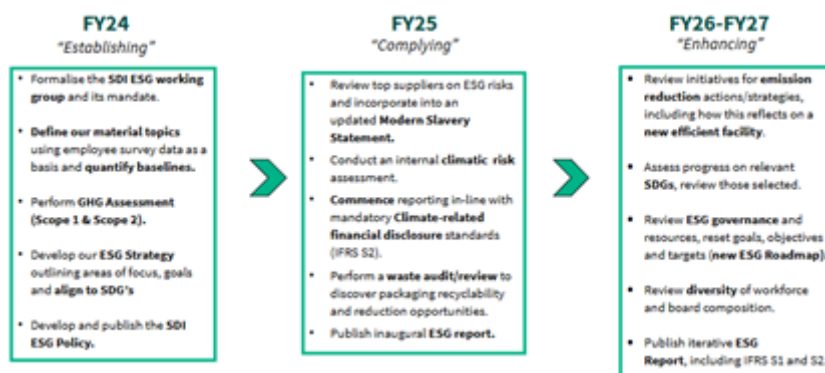 FY24
"Establishing"
• Formalise the SDI ESG working
group and its mandate.
• Define our material topics
using employee survey data as a
basis and quantify baselines.
• Perform GHG Assessment
(Scope 1 & Scope 2).
• Develop our ESG Strategy
outlining areas of focus, goals
and align to SDG's
• Develop and publish the SDI
ESG Policy.
FY25
"Complying"
• Review top suppliers on ESG risks
and incorporate into an
updated Modern Slavery
Statement.
• Conduct an internal climatic risk
assessment.
• Commence reporting in-line with
mandatory Climate-related
financial disclosure standards
(IFRS S2).
• Perform a waste audit/review to
discover packaging recyclability
and reduction opportunities.
• Publish inaugural ESG report.
FY26-FY27
"Enhancing"
• Review initiatives for emission
reduction actions/strategies,
including how this reflects on a
new efficient facility.
• Assess progress on relevant
SDGs, review those selected.
• Review ESG governance and
resources, reset goals, objectives
and targets (new ESG Roadmap)
• Review diversity of workforce
and board composition.
• Publish iterative ESG
Report, including IFRS S1 and S2